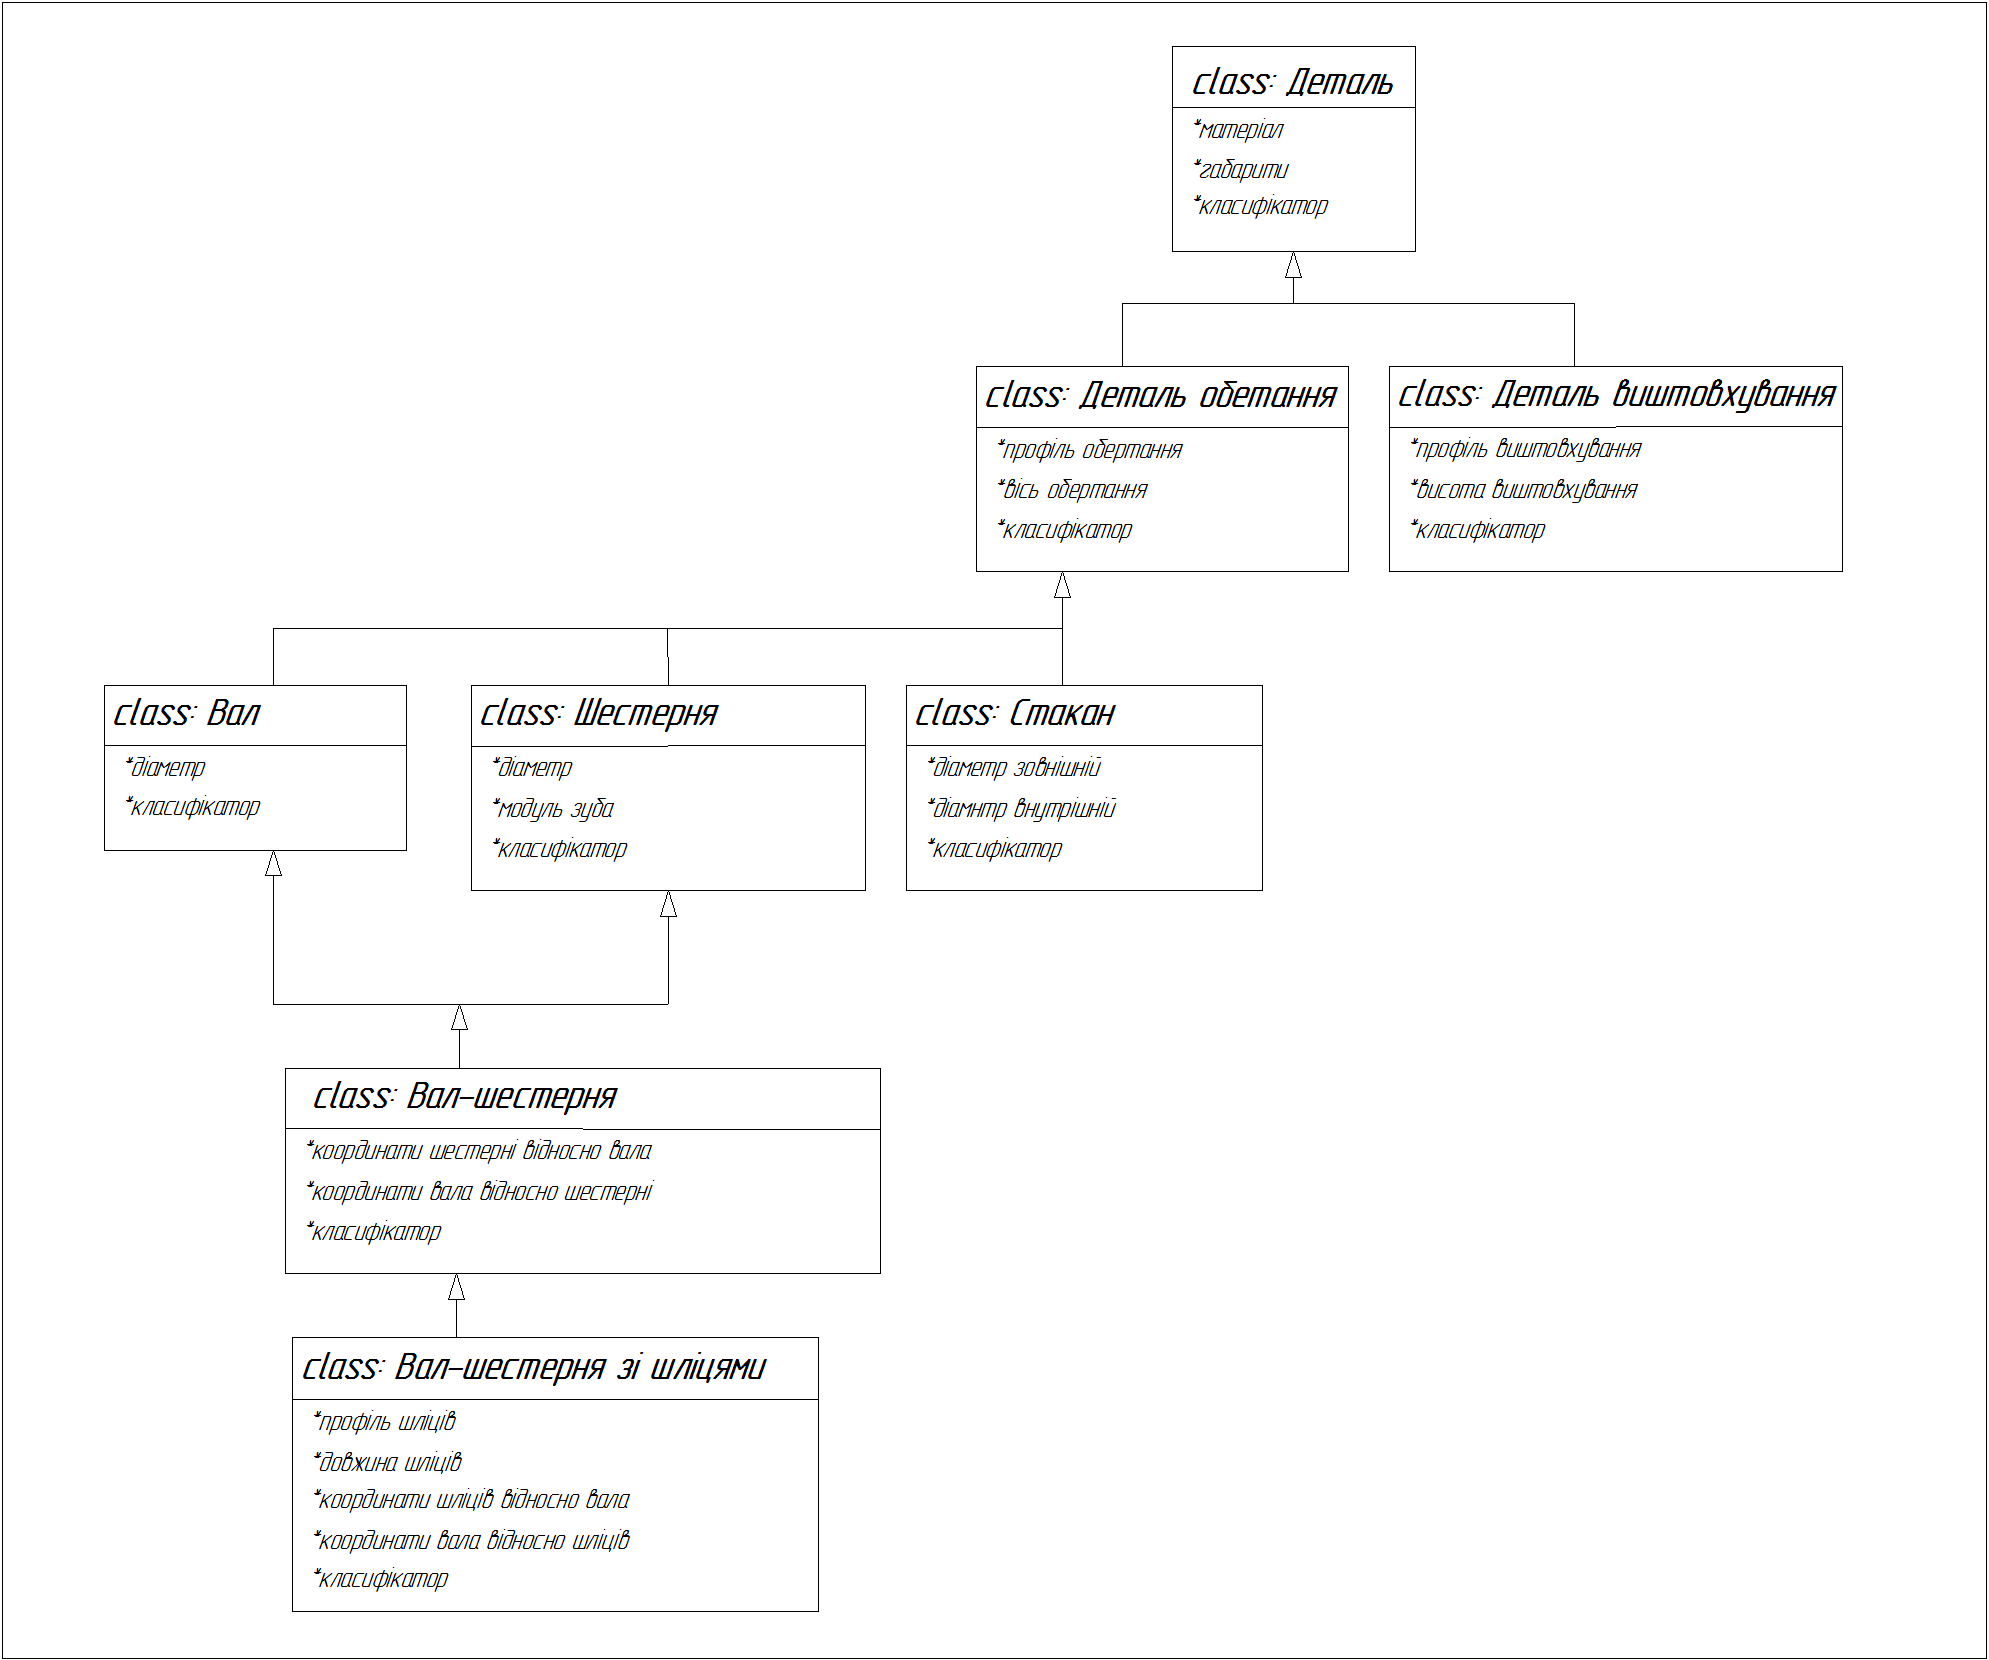 class: Деталь
*матеріал
*габарити
*класифікатор
class: Деталь обетання
*профіль обертання
*вісь обертання
*класифікатор
class: Деталь виштовхування
*профіль виштовхування
*висота виштовхування
*класифікатор
class: Вал
*діаметр
*класифікатор
class: Шестерня
*діаметр
*модуль зуба
*класифікатор
class: Стакан
*діаметр зовнішній
*діамнтр внутрішній
*класифікатор
class: Вал-шестерня
*координати шестерні відносно вала
*координати вала відносно шестерні
*класифікатор
class: Вал-шестерня зі шліцями
*профіль шліців
*довжина шліців
*координати шліців відносно вала
*координати вала відносно шліців
*класифікатор